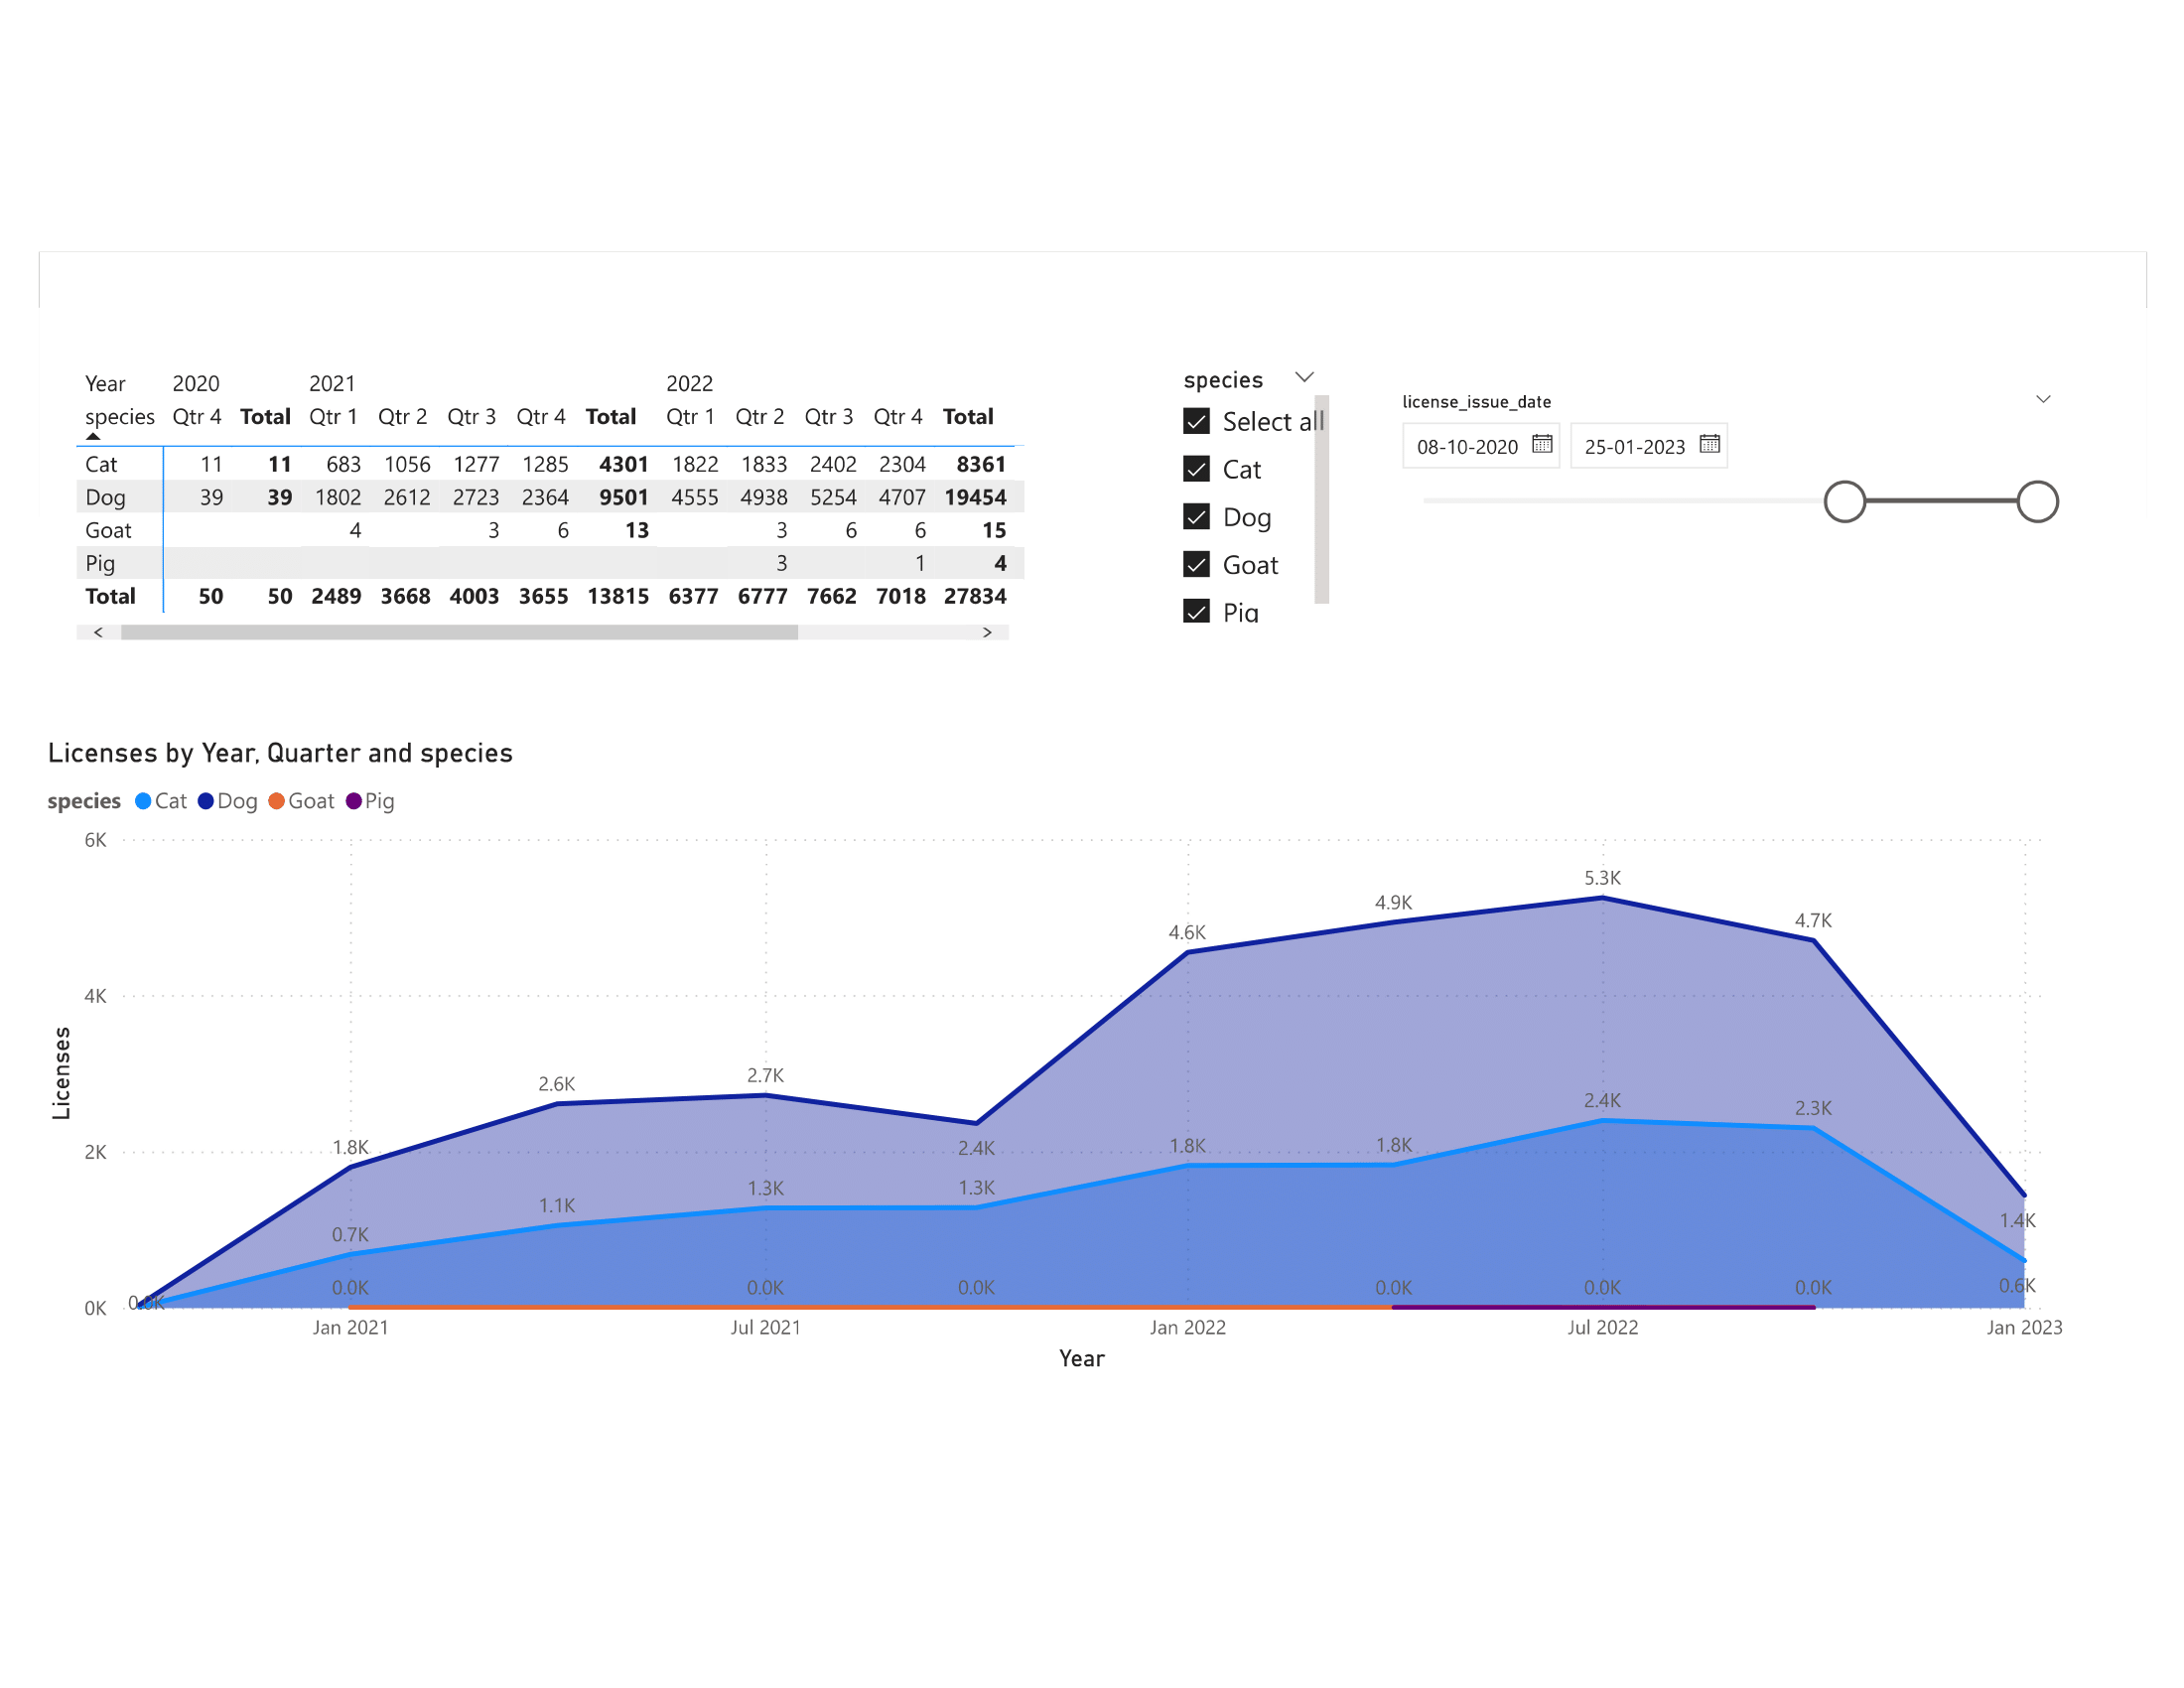 Year 2020 2021 2022
species Qtr 4 Total Qtr 1 Qtr 2 Qtr 3 Qtr 4 Total Qtr 1 Qtr 2 Qtr 3 Qtr 4 Total
Cat 11 11 683 1056 1277 1285 4301 1822 1833 2402 2304 8361
Dog 39 39 1802 2612 2723 2364 9501 4555 4938 5254 4707 19454
Goat 4 3 6 13 3 6 6 15
Pig 3 1 4
Total 50 50 2489 3668 4003 3655 13815 6377 6777 7662 7018 27834
species
Select all
Cat
Dog
Goat
Pig
license_issue_date
08-10-2020 25-01-2023
Licenses by Year, Quarter and species
species Cat Dog Goat Pig
6K
5.3K
4.9K
4.7K
4.6K
4K
2.6K
2.7K
2.4K
2.3K
1.8K
2.4K
1.8K
1.8K
2K
1.3K
1.3K
1.1K
1.4K
0.7K
0.0K
0.0K
0.0K
0.0K
0.0K
0.0K
0.6K
0K
Jan 2021 Jul 2021 Jan 2022 Jul 2022 Jan 2023
Year
Licenses